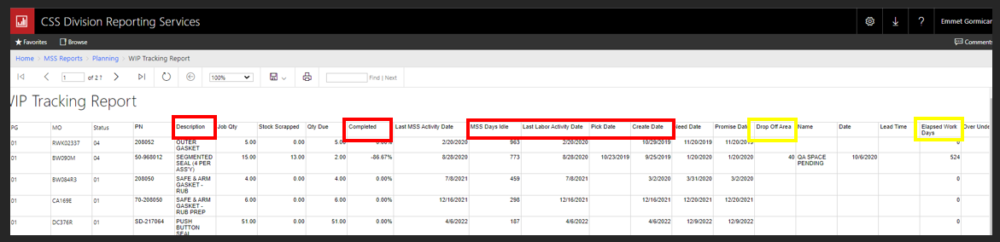 CSS Division Reporting Services
Emmet Gormican
Favorites Browse Comments
Home > MSS Reports > Planning > WIP Tracking Report
1 of 2 ? 100% Find | Next
WIP Tracking Report
PG MO Status PN Description Job Qty Stock Scrapped Qty Due Completed Last MSS Activity Date MSS Days Idle Last Labor Activity Date Pick Date Create Date Need Date Promise Date Drop Off Area Name Date Lead Time Elapsed Work Days Over Under
01 RWK02337 04 208052 OUTER GASKET 5.00 0.00 5.00 0.00% 2/20/2020 963 2/20/2020 10/29/2019 11/20/2019 11/20/2019 0
01 BW090M 04 50-968012 SEGMENTED SEAL (4 PER ASS'Y) 15.00 13.00 2.00 -86.67% 8/28/2020 773 8/28/2020 10/23/2019 9/25/2019 1/20/2020 1/20/2020 40 QA SPACE PENDING 10/6/2020 524
01 BW084R3 01 208050 SAFE & ARM GASKET - RUB 4.00 0.00 4.00 0.00% 7/8/2021 459 7/8/2021 3/2/2020 3/31/2020 3/2/2020 0
01 CA169E 01 70-208050 SAFE & ARM GASKET - RUB PREP 6.00 0.00 6.00 0.00% 12/16/2021 298 12/16/2021 12/16/2021 12/20/2021 12/20/2021 0
01 DC376R 01 SD-217064 PUSH BUTTON SEAL 51.00 0.00 51.00 0.00% 4/6/2022 187 4/6/2022 4/6/2022 12/9/2022 12/9/2022 0